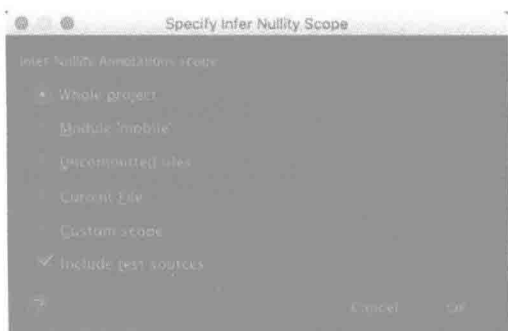 Specify Infer Nullity Scope
Infer Nullity Annotations scope
Whole project
Module 'mobile'
Uncommitted files
Current File
Custom scope
Include test sources
?
Cancel OK